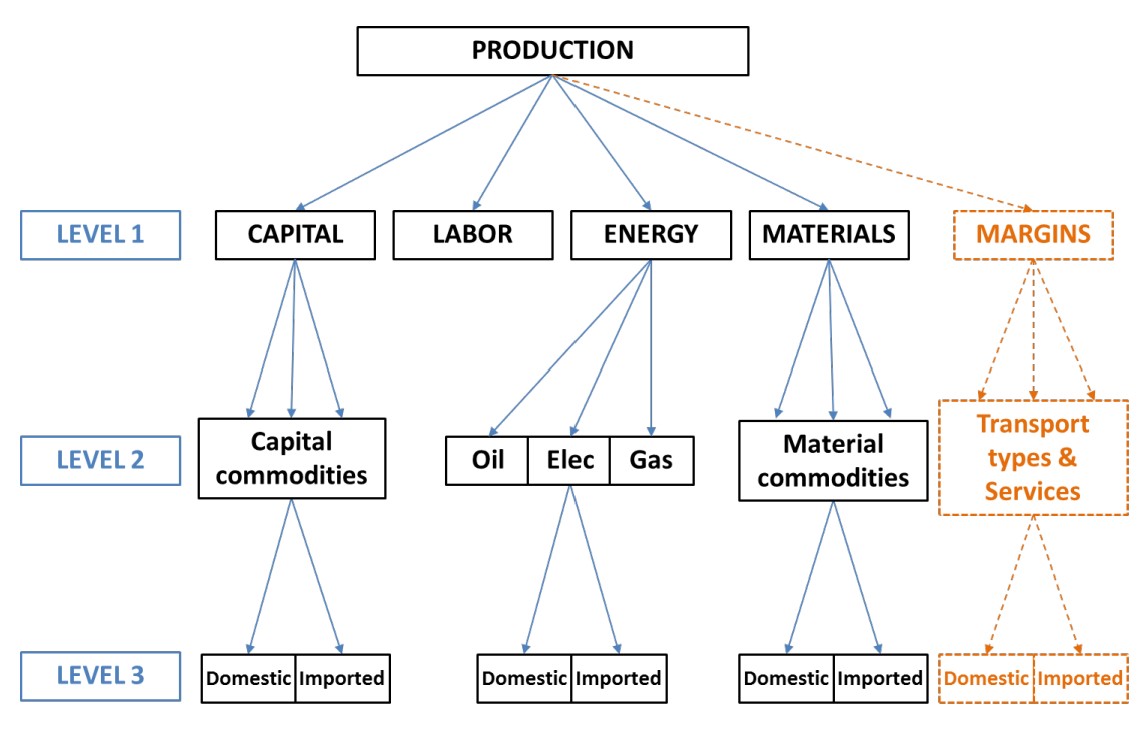 PRODUCTION
LEVEL 1
CAPITAL
LABOR
ENERGY
MATERIALS
MARGINS
LEVEL 2
Capital
commodities
Oil
Elec
Gas
Material
commodities
Transport
types &
Services
LEVEL 3
Domestic
Imported
Domestic
Imported
Domestic
Imported
Domestic
Imported